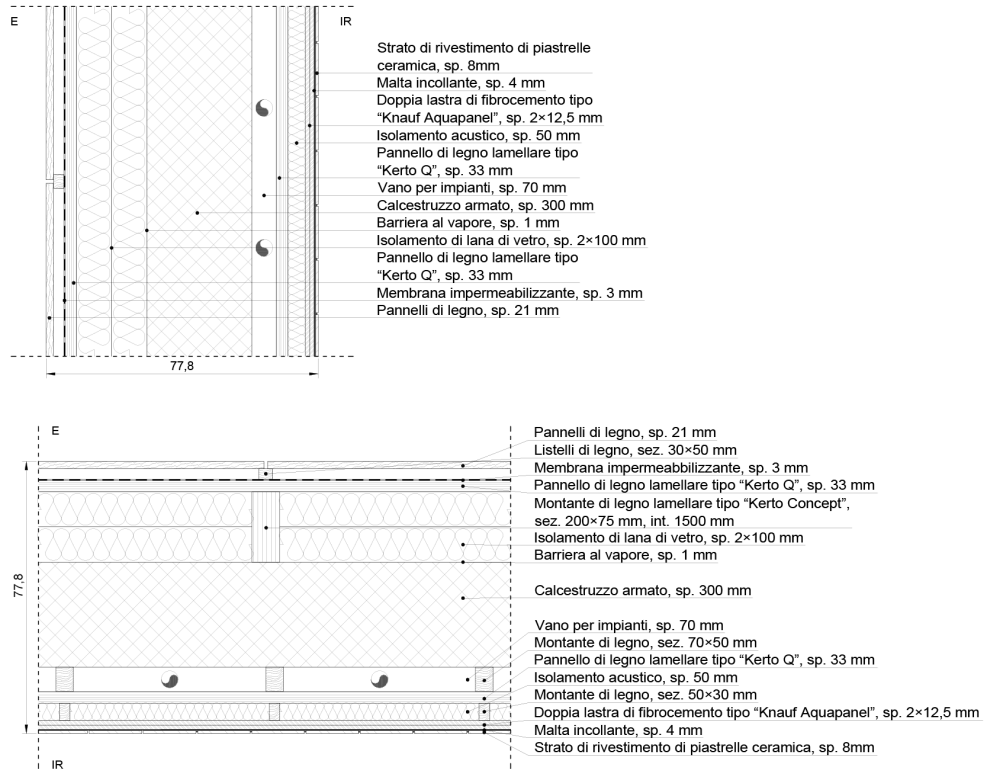 E
IR
Strato di rivestimento di piastrelle
ceramica, sp. 8mm
Malta incollante, sp. 4 mm
Doppia lastra di fibrocemento tipo
“Knauf Aquapanel”, sp. 2×12,5 mm
Isolamento acustico, sp. 50 mm
Pannello di legno lamellare tipo
“Kerto Q”, sp. 33 mm
Vano per impianti, sp. 70 mm
Calcestruzzo armato, sp. 300 mm
Barriera al vapore, sp. 1 mm
Isolamento di lana di vetro, sp. 2×100 mm
Pannello di legno lamellare tipo
“Kerto Q”, sp. 33 mm
Membrana impermeabilizzante, sp. 3 mm
Pannelli di legno, sp. 21 mm
77,8
E
Pannelli di legno, sp. 21 mm
Listelli di legno, sez. 30×50 mm
Membrana impermeabbilizzante, sp. 3 mm
Pannello di legno lamellare tipo “Kerto Q”, sp. 33 mm
Montante di legno lamellare tipo “Kerto Concept”,
sez. 200×75 mm, int. 1500 mm
Isolamento di lana di vetro, sp. 2×100 mm
Barriera al vapore, sp. 1 mm
77,8
Calcestruzzo armato, sp. 300 mm
Vano per impianti, sp. 70 mm
Montante di legno, sez. 70×50 mm
Pannello di legno lamellare tipo “Kerto Q”, sp. 33 mm
Isolamento acustico, sp. 50 mm
Montante di legno, sez. 50×30 mm
Doppia lastra di fibrocemento tipo “Knauf Aquapanel”, sp. 2×12,5 mm
Malta incollante, sp. 4 mm
Strato di rivestimento di piastrelle ceramica, sp. 8mm
IR